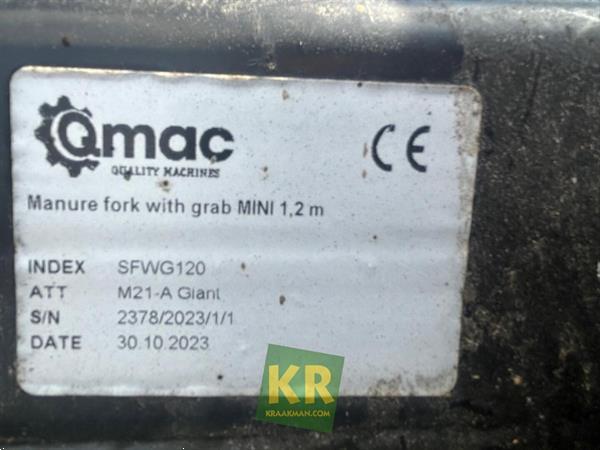 Qmac
QUALITY MACHINES
CE
Manure fork with grab MINI 1,2 m
INDEX SFWG120
ATT M21-A Giant
S/N 2378/2023/1/1
DATE 30.10.2023
KR
KRAAKMAN.COM